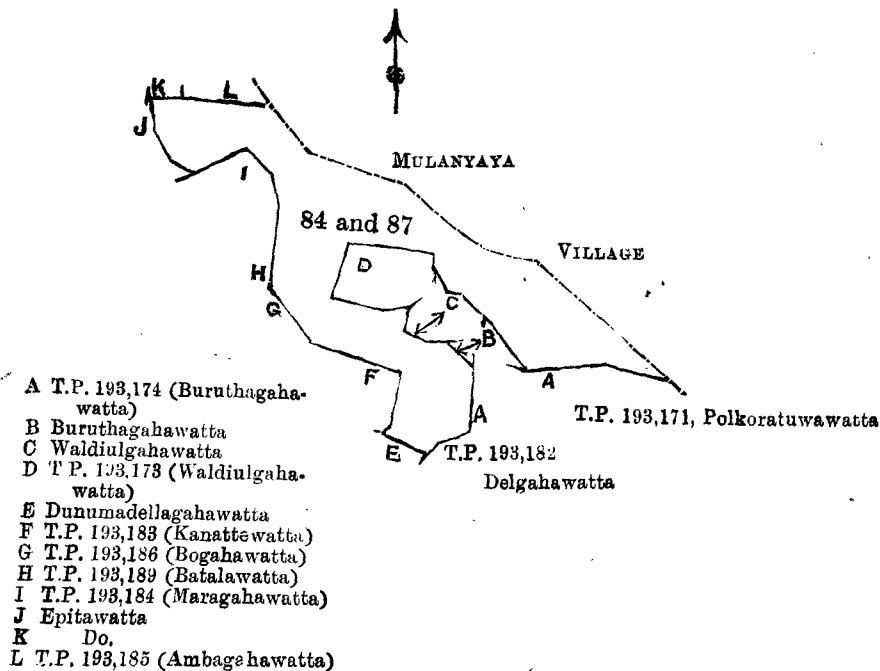 K L
J
I
MULANYAYA
84 and 87
VILLAGE
D
H
C
G
B
F
A
A
E
T.P. 193,171, Polkoratuwawatta
T.P. 193,182
Delgahawatta
A T.P. 193,174 (Buruthagaha-
watta)
B Buruthagahawatta
C Waldiulgahawatta
D T P. 193,173 (Waldiulgaha-
watta)
E Dunumadellagahawatta
F T.P. 193,183 (Kanattewatta)
G T.P. 193,186 (Bogahawatta)
H T.P. 193,189 (Batalawatta)
I T.P. 193,184 (Maragahawatta)
J Epitawatta
K Do.
L T.P. 193,185 (Ambagahawatta)